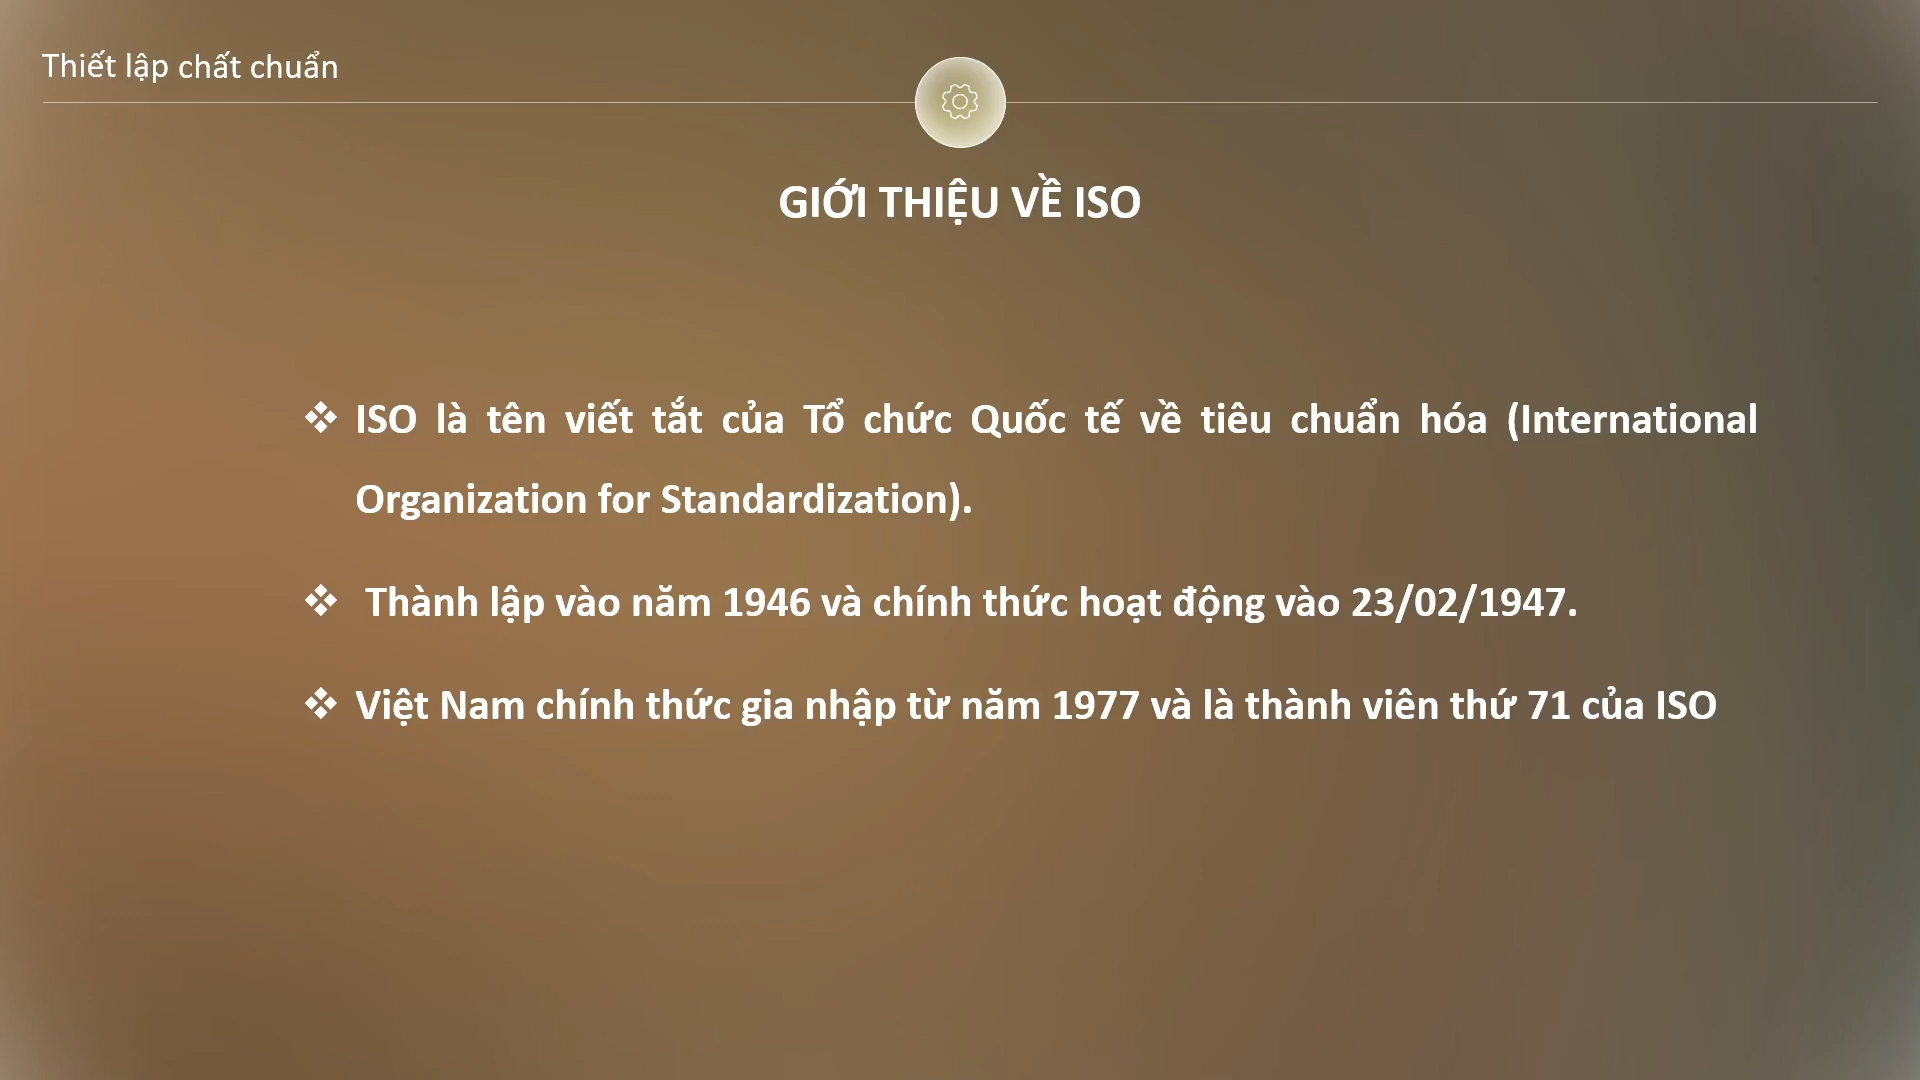 Thiết lập chất chuẩn
GIỚI THIỆU VỀ ISO
❖ ISO là tên viết tắt của Tổ chức Quốc tế về tiêu chuẩn hóa (International
Organization for Standardization).
❖ Thành lập vào năm 1946 và chính thức hoạt động vào 23/02/1947.
❖ Việt Nam chính thức gia nhập từ năm 1977 và là thành viên thứ 71 của ISO